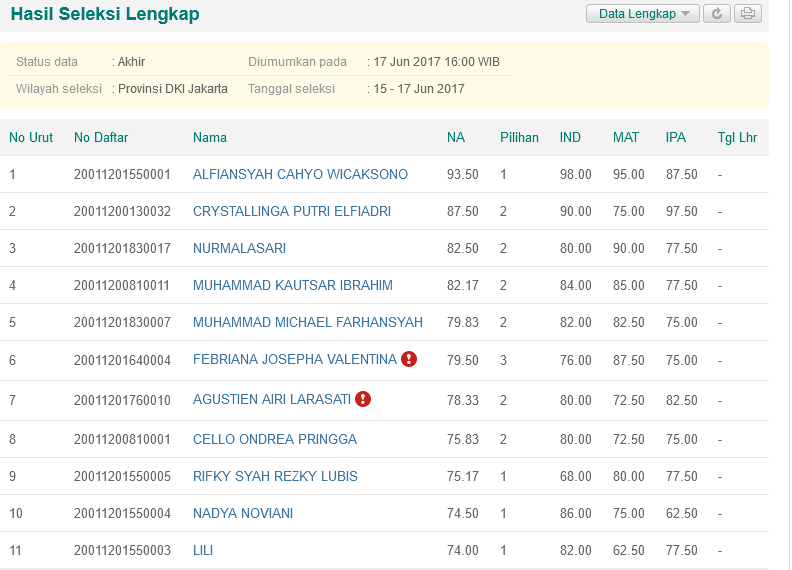 Hasil Seleksi Lengkap Data Lengkap
Status data : Akhir Diumumkan pada : 17 Jun 2017 16:00 WIB
Wilayah seleksi : Provinsi DKI Jakarta Tanggal seleksi : 15 - 17 Jun 2017
No Urut No Daftar Nama NA Pilihan IND MAT IPA Tgl Lhr
1 20011201550001 ALFIANSYAH CAHYO WICAKSONO 93.50 1 98.00 95.00 87.50 -
2 20011200130032 CRYSTALLINGA PUTRI ELFIADRI 87.50 2 90.00 75.00 97.50 -
3 20011201830017 NURMALASARI 82.50 2 80.00 90.00 77.50 -
4 20011200810011 MUHAMMAD KAUTSAR IBRAHIM 82.17 2 84.00 85.00 77.50 -
5 20011201830007 MUHAMMAD MICHAEL FARHANSYAH 79.83 2 82.00 82.50 75.00 -
6 20011201640004 FEBRIANA JOSEPHA VALENTINA 79.50 3 76.00 87.50 75.00 -
7 20011201760010 AGUSTIEN AIRI LARASATI 78.33 2 80.00 72.50 82.50 -
8 20011200810001 CELLO ONDREA PRINGGA 75.83 2 80.00 72.50 75.00 -
9 20011201550005 RIFKY SYAH REZKY LUBIS 75.17 1 68.00 80.00 77.50 -
10 20011201550004 NADYA NOVIANI 74.50 1 86.00 75.00 62.50 -
11 20011201550003 LILI 74.00 1 82.00 62.50 77.50 -